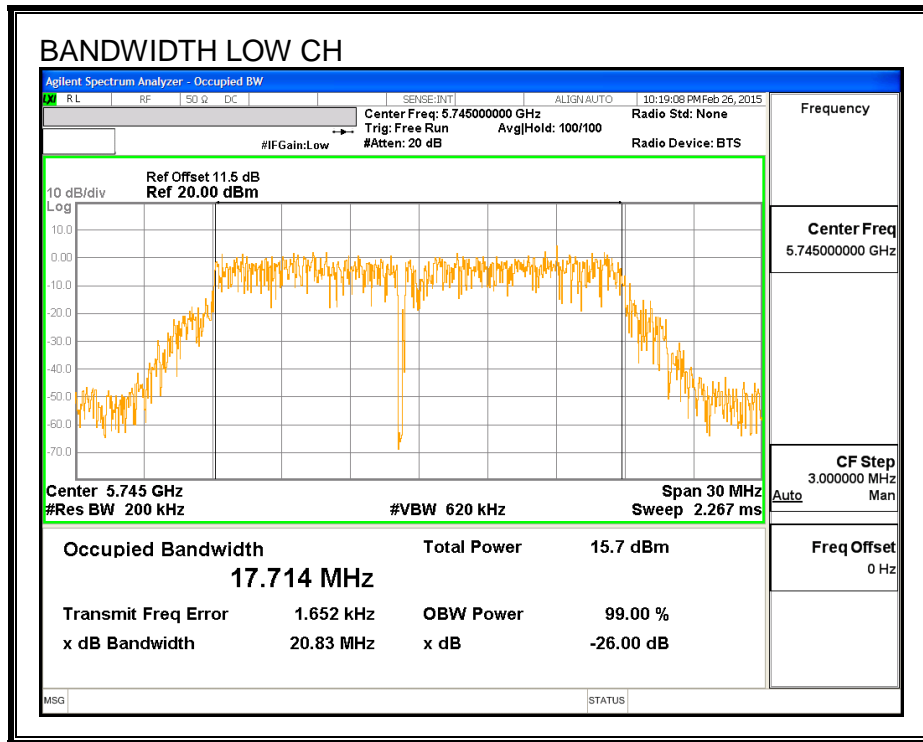 BANDWIDTH LOW CH
Agilent Spectrum Analyzer - Occupied BW
LXI RL RF 50 Ω DC SENSE:INT ALIGN AUTO 10:19:08 PM Feb 26, 2015
Center Freq: 5.745000000 GHz Radio Std: None
Trig: Free Run Avg|Hold: 100/100
#IFGain:Low #Atten: 20 dB Radio Device: BTS
Frequency
Ref Offset 11.5 dB
10 dB/div Ref 20.00 dBm
Log
10.0
0.00
-10.0
-20.0
-30.0
-40.0
-50.0
-60.0
-70.0
Center Freq
5.745000000 GHz
CF Step
3.000000 MHz
Auto Man
Freq Offset
0 Hz
Center 5.745 GHz Span 30 MHz
#Res BW 200 kHz #VBW 620 kHz Sweep 2.267 ms
Occupied Bandwidth Total Power 15.7 dBm
17.714 MHz
Transmit Freq Error 1.652 kHz OBW Power 99.00 %
x dB Bandwidth 20.83 MHz x dB -26.00 dB
MSG STATUS